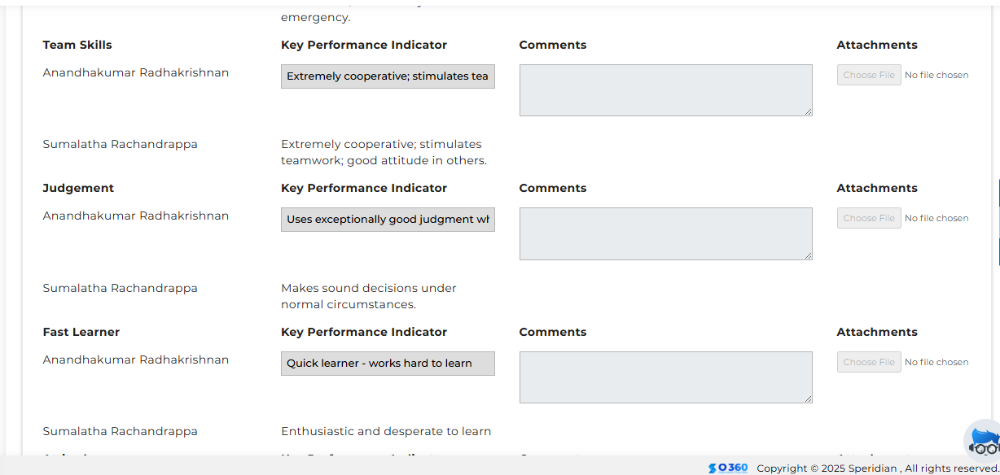 emergency.
Team Skills Key Performance Indicator Comments Attachments
Anandhakumar Radhakrishnan Extremely cooperative; stimulates tea Choose File No file chosen
Sumalatha Rachandrappa Extremely cooperative; stimulates
teamwork; good attitude in others.
Judgement Key Performance Indicator Comments Attachments
Anandhakumar Radhakrishnan Uses exceptionally good judgment wh Choose File No file chosen
Sumalatha Rachandrappa Makes sound decisions under
normal circumstances.
Fast Learner Key Performance Indicator Comments Attachments
Anandhakumar Radhakrishnan Quick learner - works hard to learn Choose File No file chosen
Sumalatha Rachandrappa Enthusiastic and desperate to learn
SO360 Copyright © 2025 Speridian , All rights reserved.